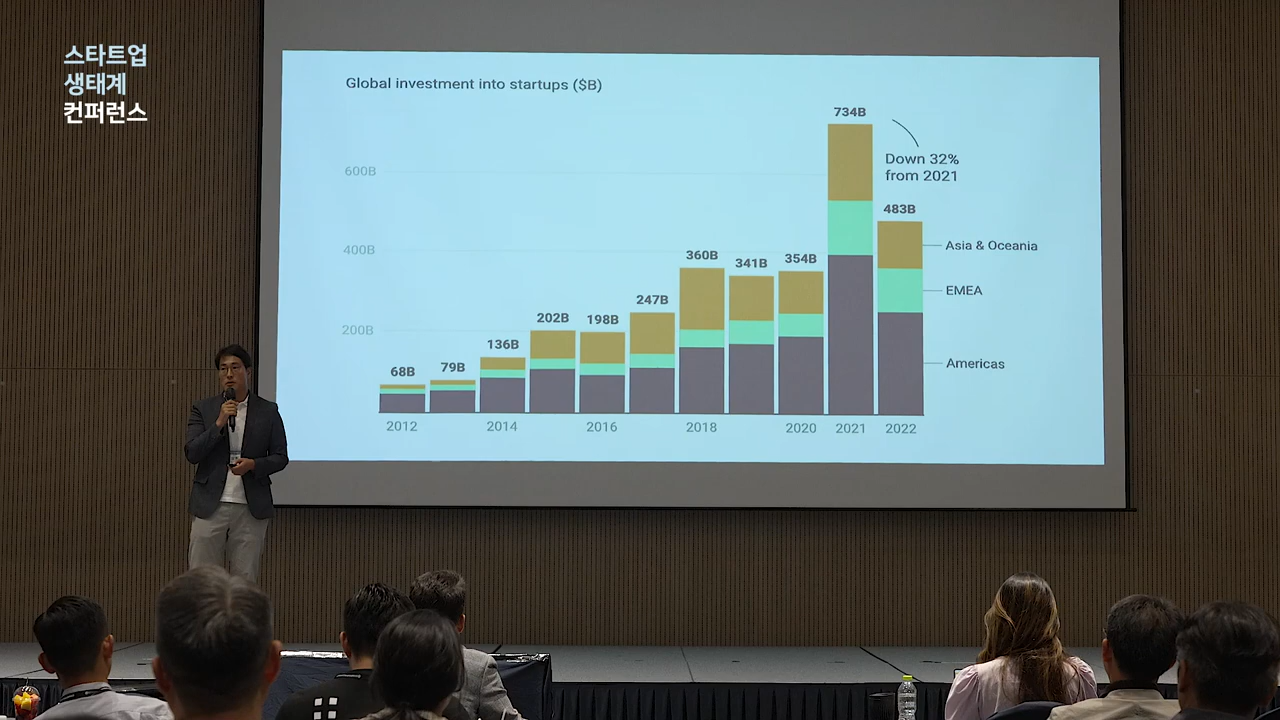 스타트업
생태계
컨퍼런스
Global investment into startups ($B)
600B
400B
200B
68B
79B
136B
202B
198B
247B
360B
341B
354B
734B
483B
Down 32%
from 2021
Asia & Oceania
EMEA
Americas
2012
2014
2016
2018
2020
2021
2022